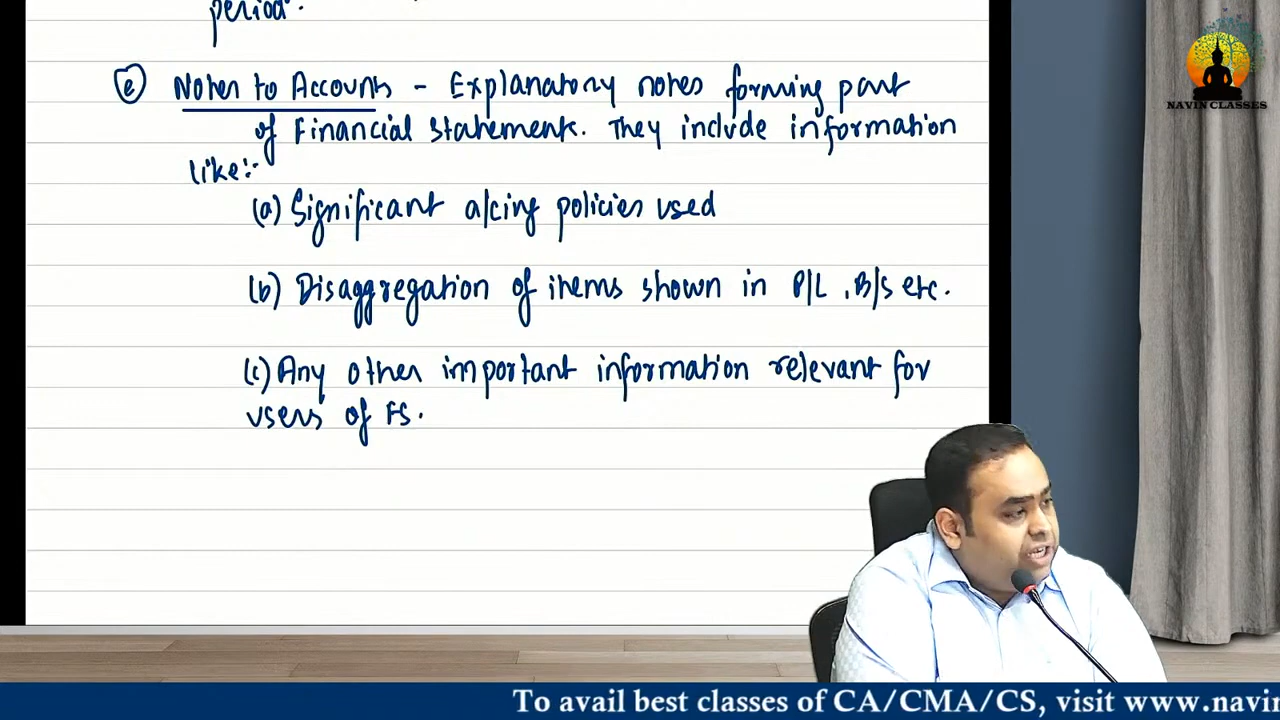 period.
(e) Notes to Accounts - Explanatory notes forming part
of Financial Statements. They include information
like:-
(a) Significant a/cing policies used
(b) Disaggregation of items shown in P/L, B/S etc.
(c) Any other important information relevant for
users of FS.
NAVIN CLASSES
To avail best classes of CA/CMA/CS, visit www.navin